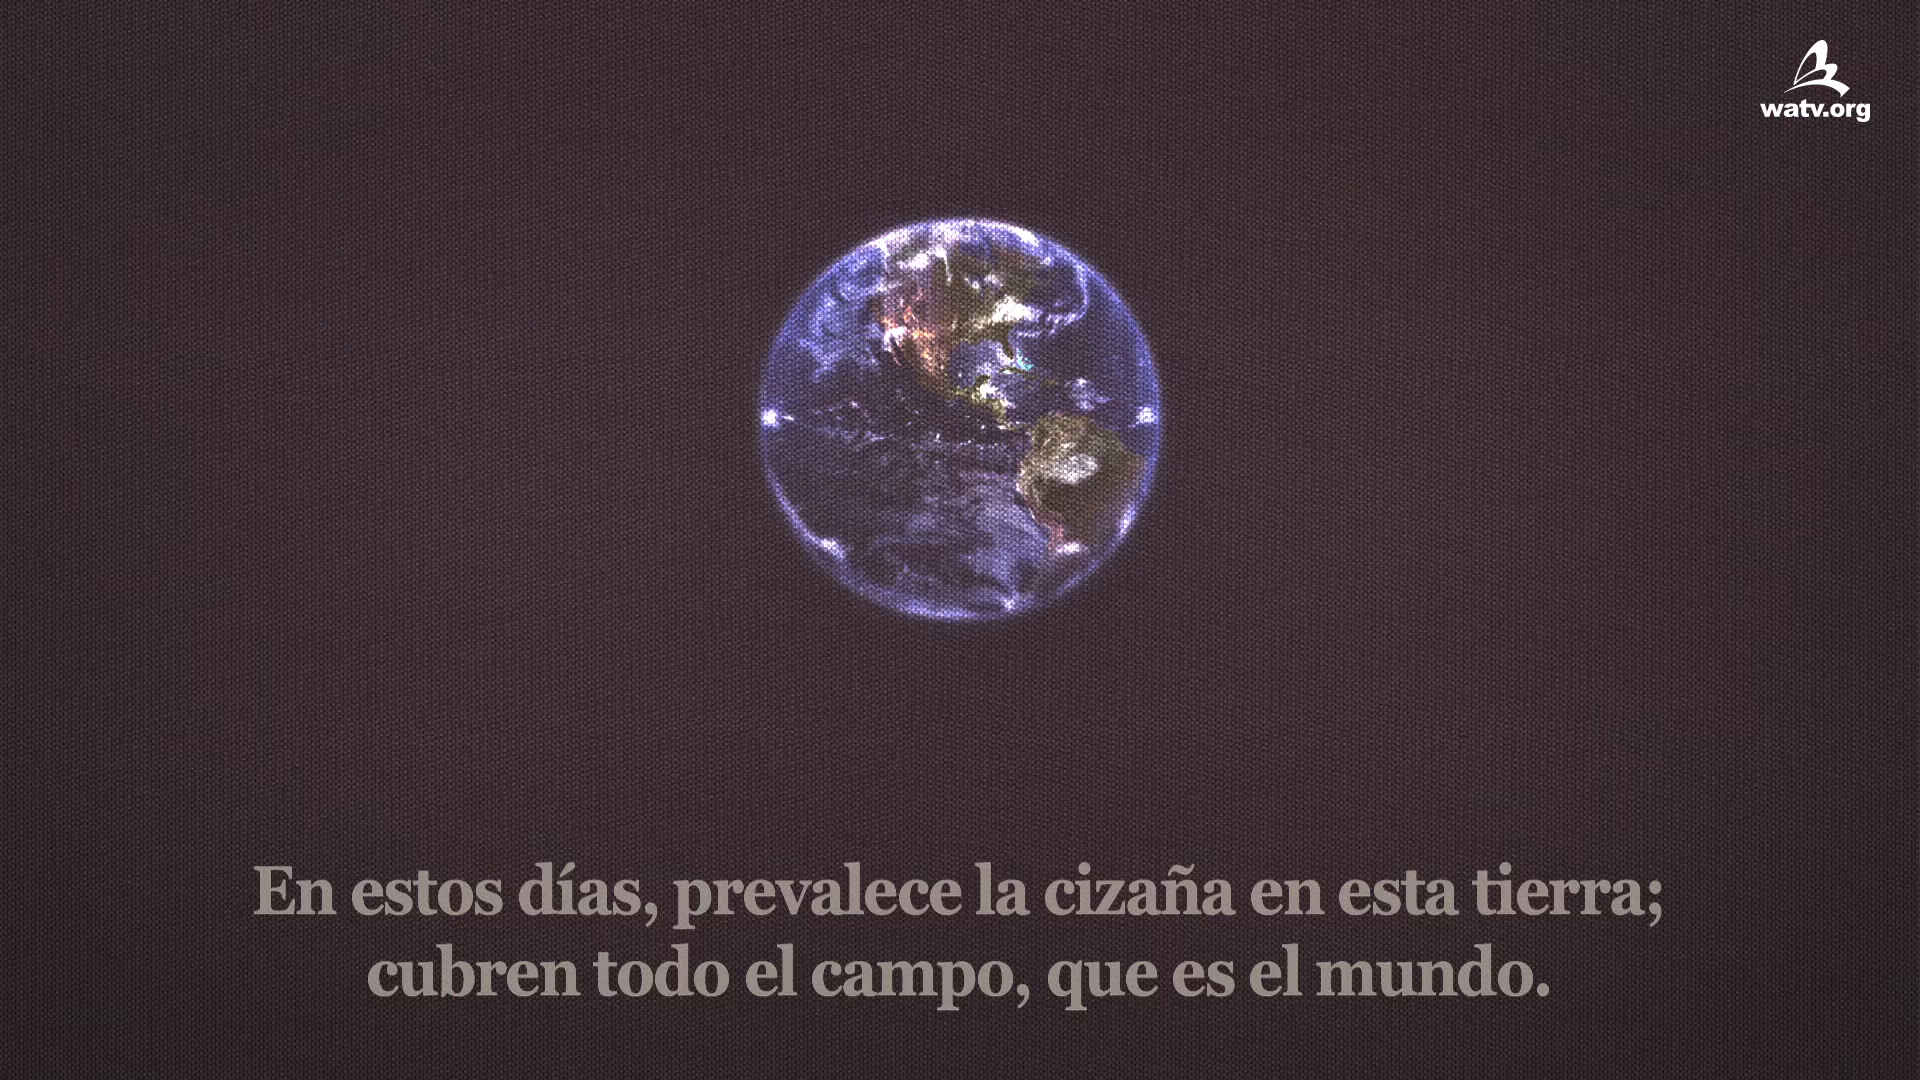 watv.org
En estos días, prevalece la cizaña en esta tierra;
cubren todo el campo, que es el mundo.